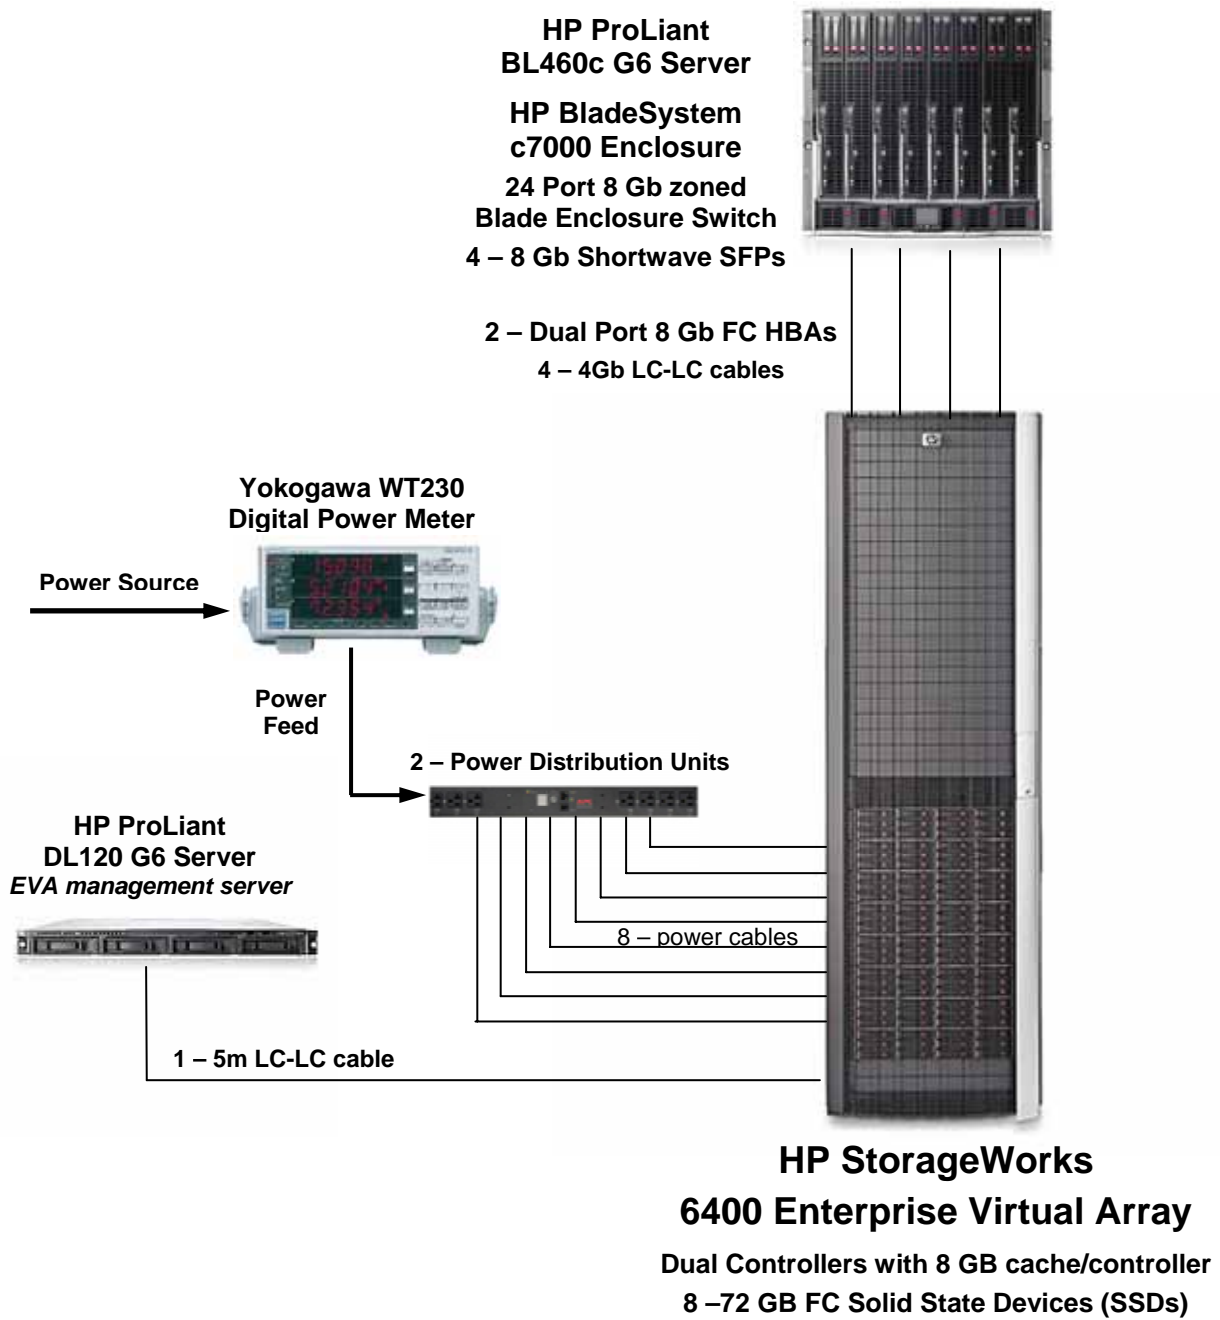 HP ProLiant
BL460c G6 Server
HP BladeSystem
c7000 Enclosure
24 Port 8 Gb zoned
Blade Enclosure Switch
4 – 8 Gb Shortwave SFPs
2 – Dual Port 8 Gb FC HBAs
4 – 4Gb LC-LC cables
Yokogawa WT230
Digital Power Meter
Power Source
Power
Feed
2 – Power Distribution Units
HP ProLiant
DL120 G6 Server
EVA management server
8 – power cables
1 – 5m LC-LC cable
HP StorageWorks
6400 Enterprise Virtual Array
Dual Controllers with 8 GB cache/controller
8 –72 GB FC Solid State Devices (SSDs)